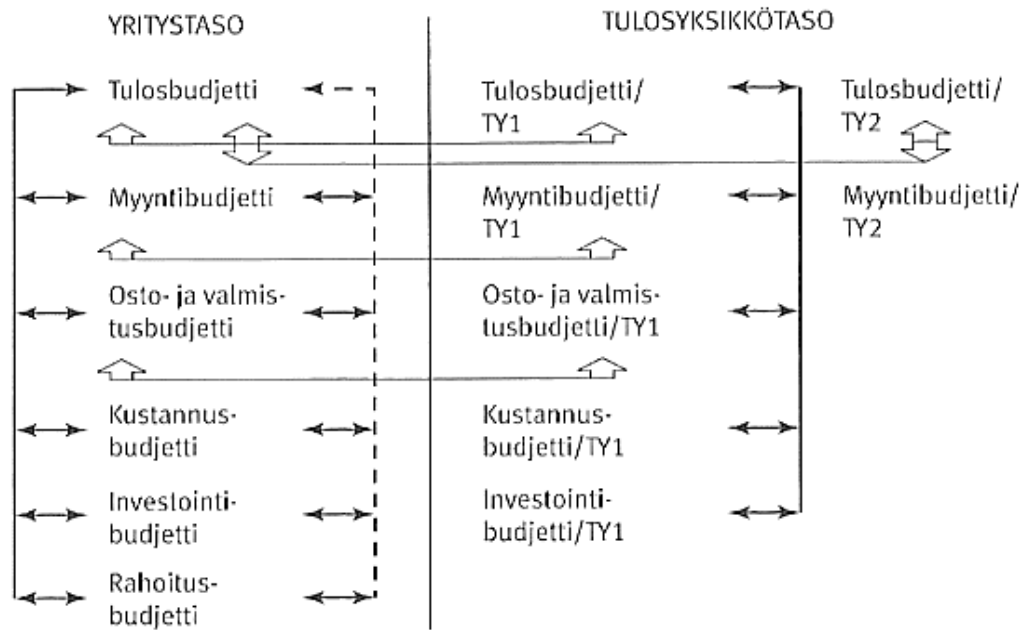 YRITYSTASO
Tulosbudjetti
Myyntibudjetti
Osto- ja valmis-
tusbudjetti
Kustannus-
budjetti
Investointi-
budjetti
Rahoitus-
budjetti
TULOSYKSIKKÖTASO
Tulosbudjetti/
TY1
Myyntibudjetti/
TY1
Osto- ja valmis-
tusbudjetti/TY1
Kustannus-
budjetti/TY1
Investointi-
budjetti/TY1
Tulosbudjetti/
TY2
Myyntibudjetti/
TY2